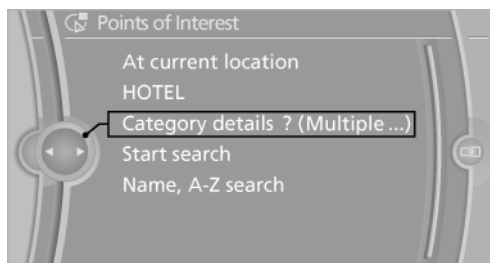 Points of Interest
At current location
HOTEL
Category details ? (Multiple ...)
Start search
Name, A-Z search